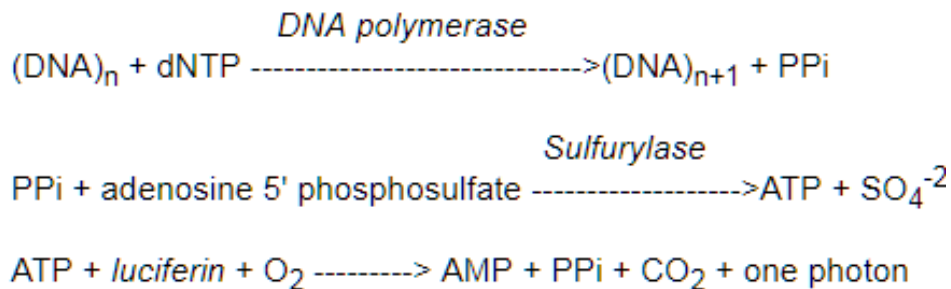 DNA polymerase
(DNA)n + dNTP ------------------------------->(DNA)n+1 + PPi
Sulfurylase
PPi + adenosine 5' phosphosulfate ------------------->ATP + SO4-2
ATP + luciferin + O2 ---------> AMP + PPi + CO2 + one photon